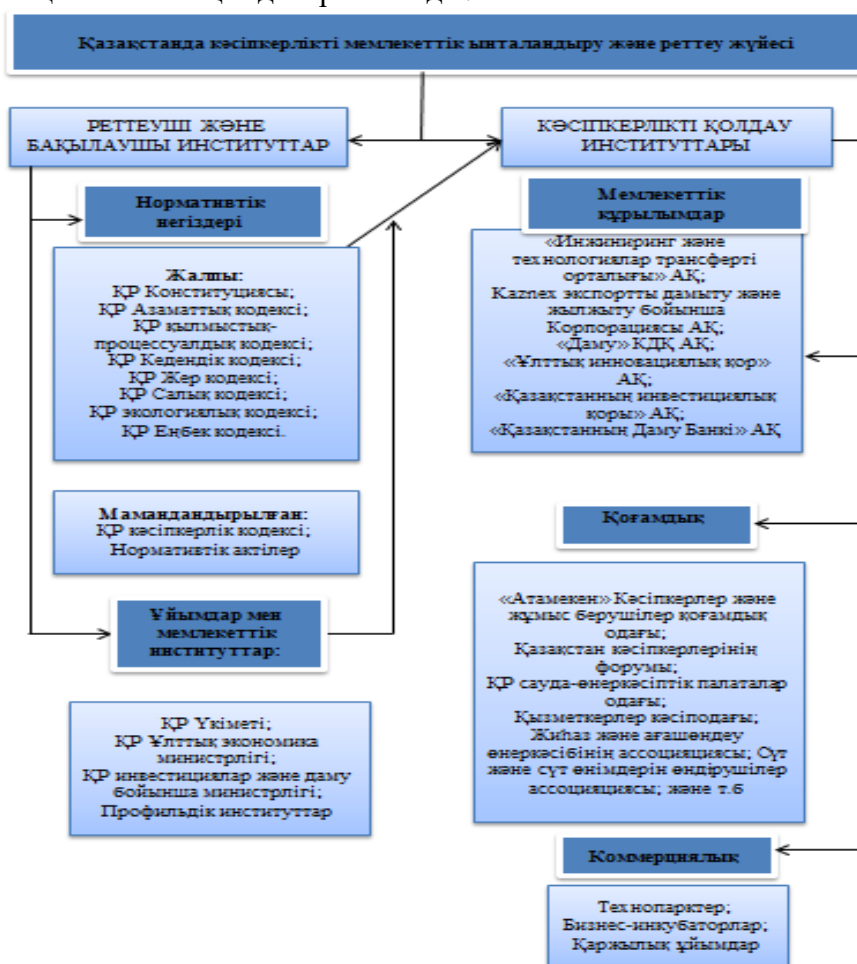 Қазақстанда кәсіпкерлікті мемлекеттік ынталандыру және реттеу жүйесі
РЕТТЕУШІ ЖӘНЕ
БАҚЫЛАУШЫ ИНСТИТУТТАР
Нормативтік
негіздері
Жалпы:
ҚР Конституциясы;
ҚР Азаматтық кодексі;
ҚР қылмыстық-
процессуалдық кодексі;
ҚР Кедендік кодексі;
ҚР Жер кодексі;
ҚР Салық кодексі;
ҚР экологиялық кодексі;
ҚР Еңбек кодексі.
Мамандандырылған:
ҚР кәсіпкерлік кодексі;
Нормативтік актілер
Ұйымдар мен
мемлекеттік
институттар:
ҚР Үкіметі;
ҚР Ұлттық экономика
министрлігі;
ҚР инвестициялар және даму
бойынша министрлігі;
Профильдік институттар
КӘСІПКЕРЛІКТІ ҚОЛДАУ
ИНСТИТУТТАРЫ
Мемлекеттік
құрылымдар
«Инжиниринг және
технологиялар трансферті
орталығы» АҚ;
Kaznex экспортты дамыту және
жылжыту бойынша
Корпорациясы АҚ;
«Даму» КДҚ АҚ;
«Ұлттық инновациялық қор»
АҚ;
«Қазақстанның инвестициялық
қоры» АҚ;
«Қазақстанның Даму Банкі» АҚ
Қоғамдық
«Атамекен» Кәсіпкерлер және
жұмыс берушілер қоғамдық
одағы;
Қазақстан кәсіпкерлерінің
форумы;
ҚР сауда-өнеркәсіптік палаталар
одағы;
Қызметкерлер кәсіподағы;
Жиһаз және ағашөңдеу
өнеркәсібінің ассоцияциясы; Сүт
және сүт өнімдерін өндірушілер
ассоцияциясы; және т.б
Коммерциялық
Технопарктер;
Бизнес-инкубаторлар;
Қаржылық ұйымдар